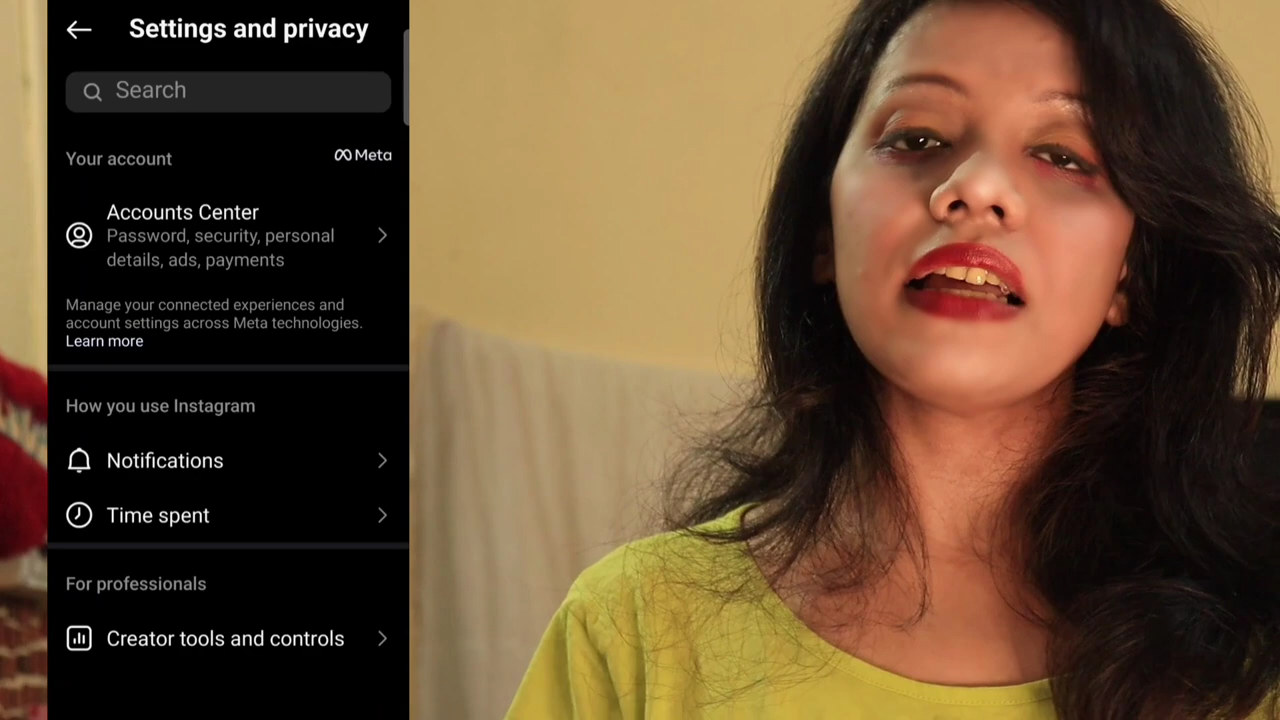 Settings and privacy
Search
Your account
Meta
Accounts Center
Password, security, personal
details, ads, payments
Manage your connected experiences and
account settings across Meta technologies.
Learn more
How you use Instagram
Notifications
Time spent
For professionals
Creator tools and controls